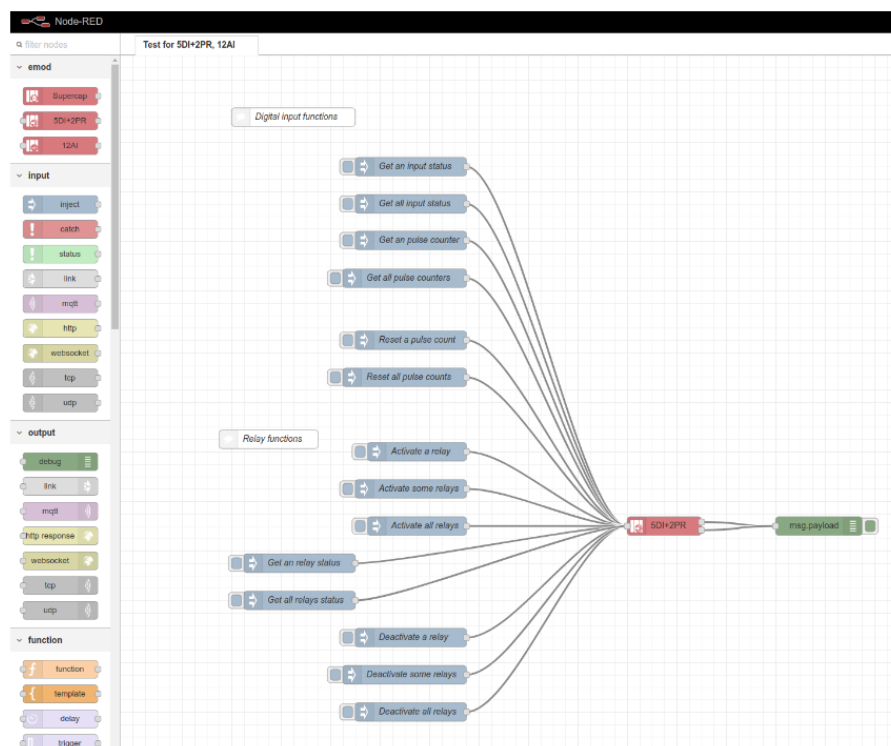 Node-RED
filter nodes
Test for 5DI+2PR, 12AI
emod
Supercap
5DI+2PR
12AI
input
inject
catch
status
link
mqtt
http
websocket
tcp
udp
output
debug
link
mqtt
http response
websocket
tcp
udp
function
function
template
delay
trigger
Digital input functions
Get an input status
Get all input status
Get an pulse counter
Get all pulse counters
Reset a pulse count
Reset all pulse counts
Relay functions
Activate a relay
Activate some relays
Activate all relays
Get an relay status
Get all relays status
Deactivate a relay
Deactivate some relays
Deactivate all relays
5DI+2PR
msg.payload